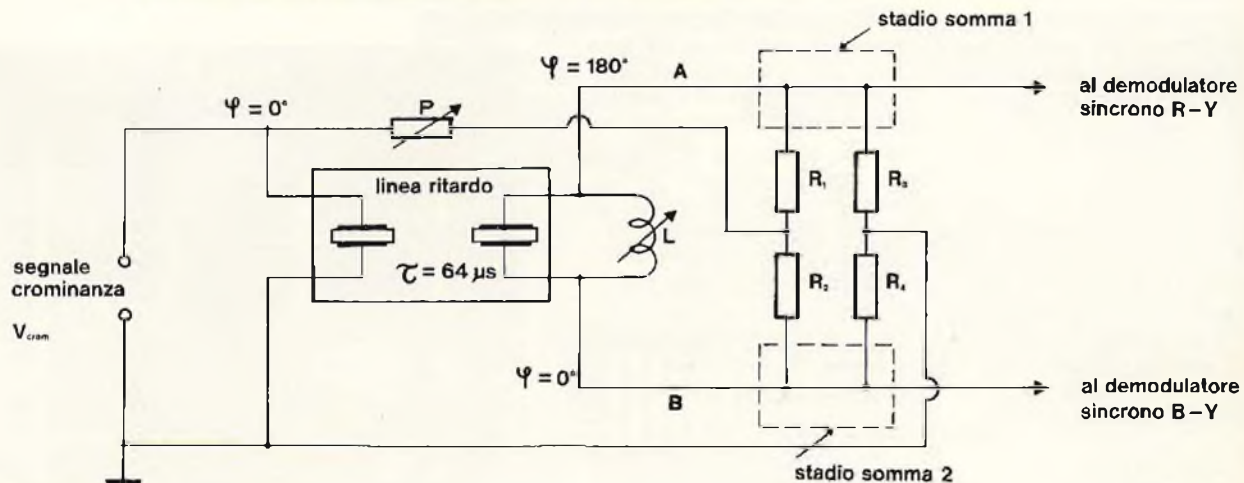 stadio somma 1
φ = 180°
A
al demodulatore
sincrono R-Y
φ = 0°
P
linea ritardo
R₁
R₃
L
segnale
crominanza
τ = 64 µs
R₂
R₄
V crom
φ = 0°
B
al demodulatore
sincrono B-Y
stadio somma 2